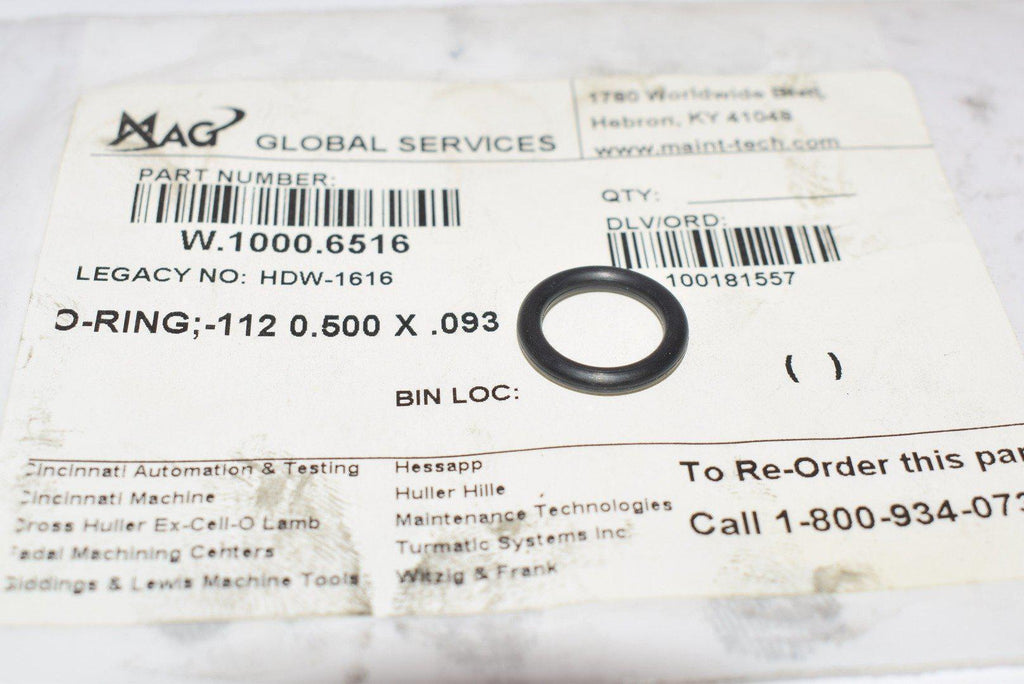 MAG GLOBAL SERVICES
1780 Worldwide Blvd,
Hebron, KY 41048
www.maint-tech.com
PART NUMBER:
W.1000.6516
LEGACY NO: HDW-1616
QTY:
DLV/ORD:
100181557
O-RING;-112 0.500 X .093
( )
BIN LOC:
Cincinnati Automation & Testing
Cincinnati Machine
Cross Huller Ex-Cell-O Lamb
Fadal Machining Centers
Giddings & Lewis Machine Tools
Hessapp
Huller Hille
Maintenance Technologies
Turmatic Systems Inc.
Witzig & Frank
To Re-Order this par
Call 1-800-934-073